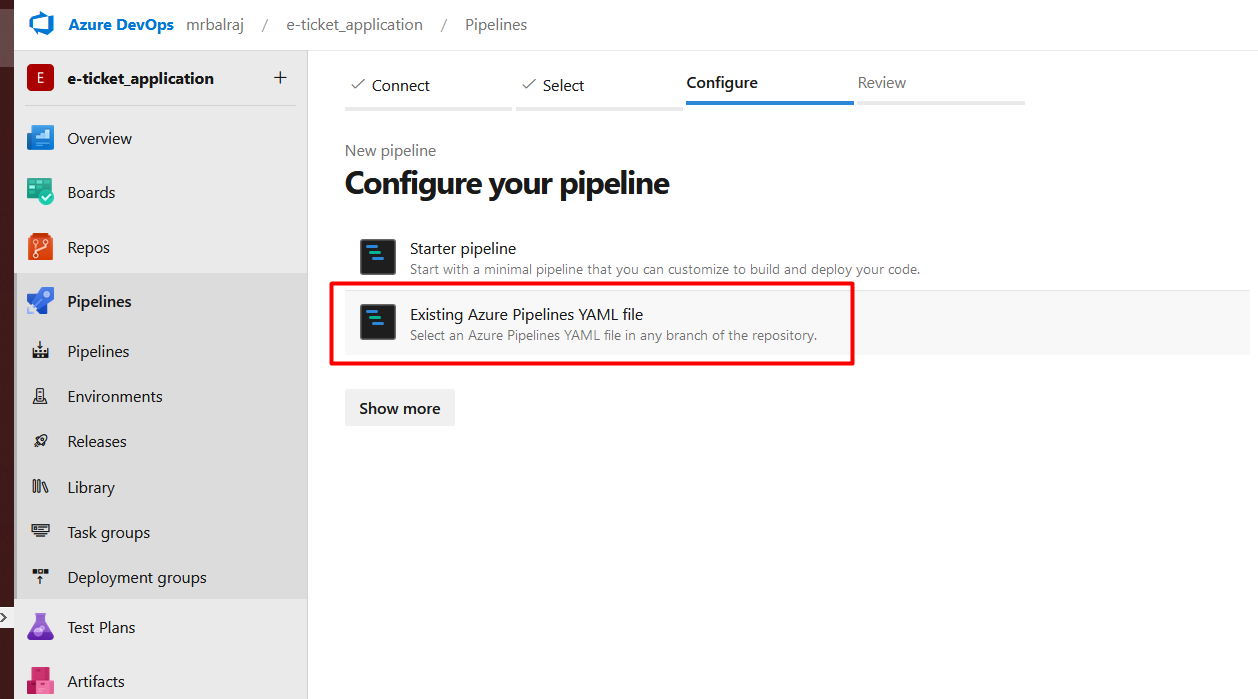 Azure DevOps mrbalraj / e-ticket_application / Pipelines
E e-ticket_application +
Overview
Boards
Repos
Pipelines
Pipelines
Environments
Releases
Library
Task groups
Deployment groups
Test Plans
Artifacts
Connect Select Configure Review
New pipeline
Configure your pipeline
Starter pipeline
Start with a minimal pipeline that you can customize to build and deploy your code.
Existing Azure Pipelines YAML file
Select an Azure Pipelines YAML file in any branch of the repository.
Show more